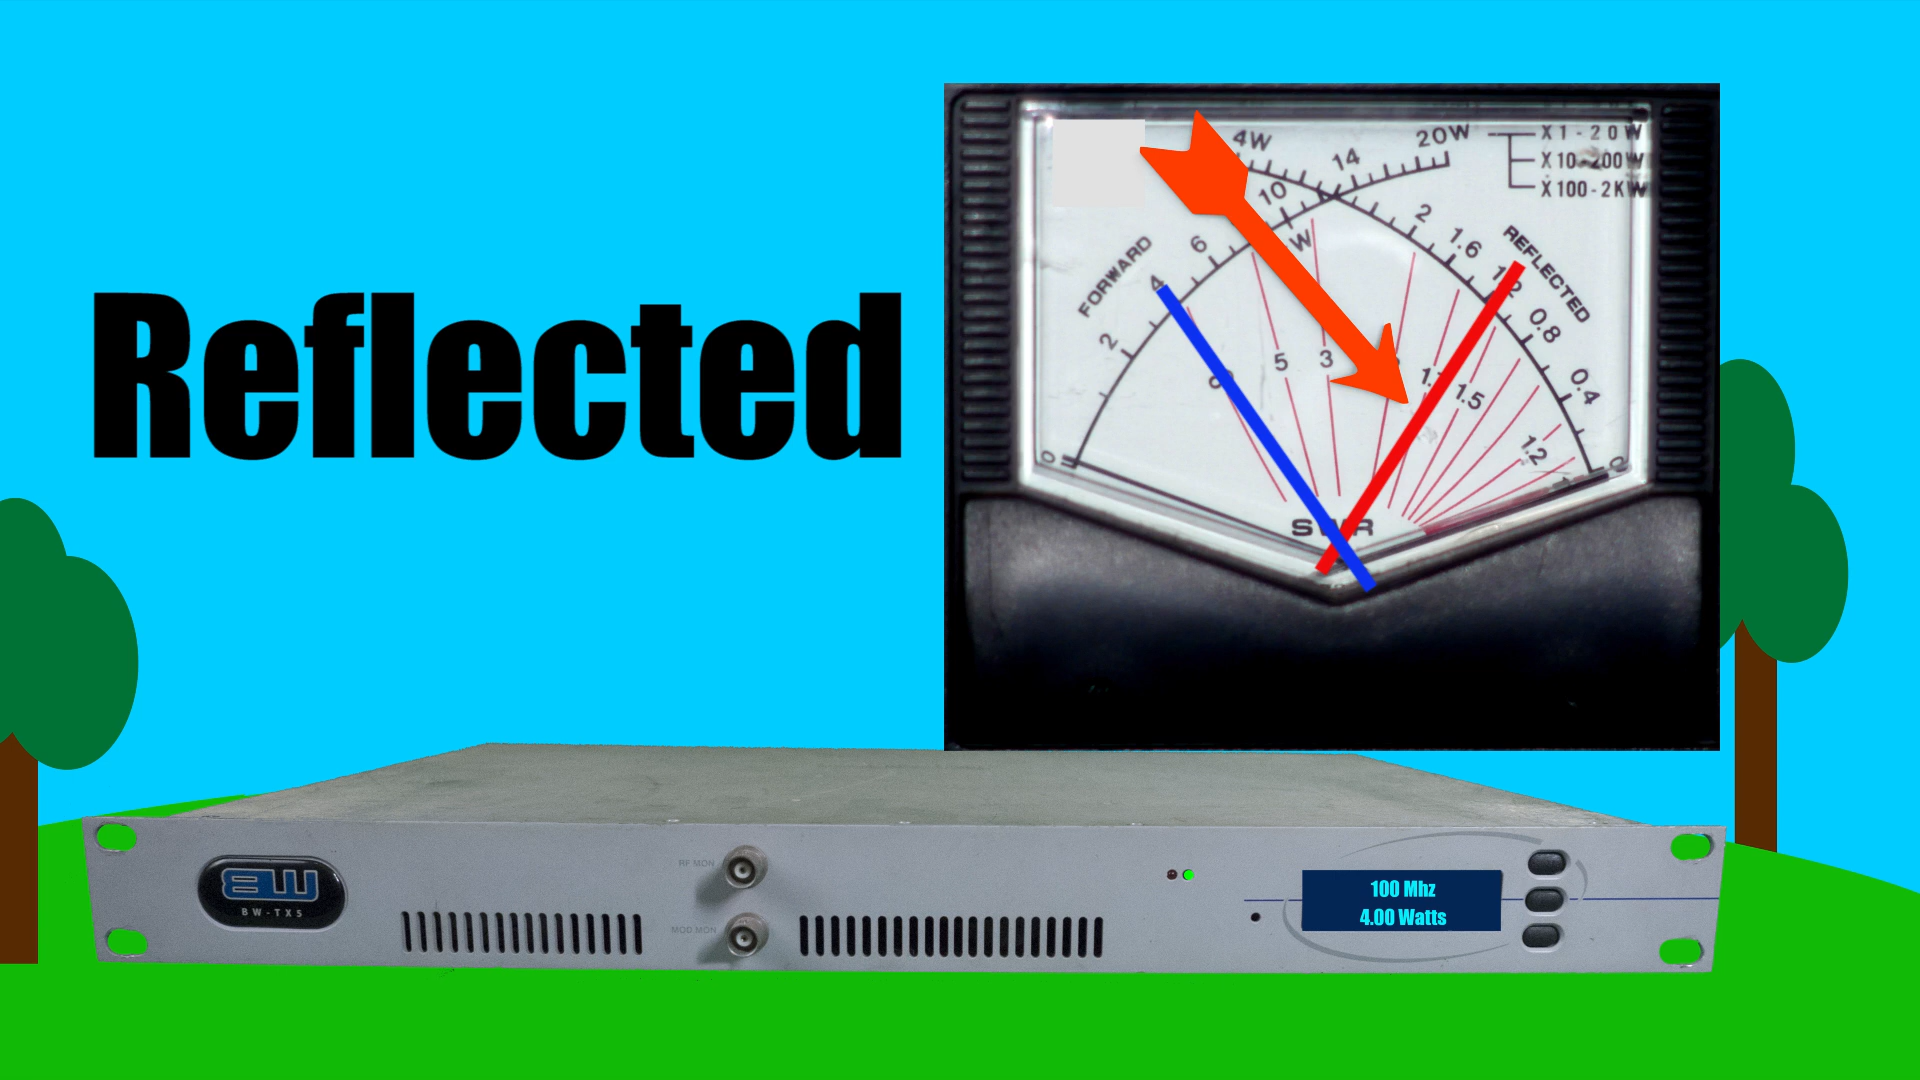 Reflected
4W
14
20W
X1-20W
X10-200W
X100-2KW
FORWARD
0
2
4
6
10
W
2
1.6
REFLECTED
0.8
0.4
0
∞
5
3
1.5
1.2
1
SWR
BW
BW-TX5
RF MON
MOD MON
100 Mhz
4.00 Watts